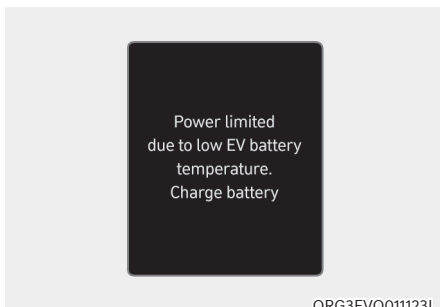 Power limited
due to low EV battery
temperature.
Charge battery